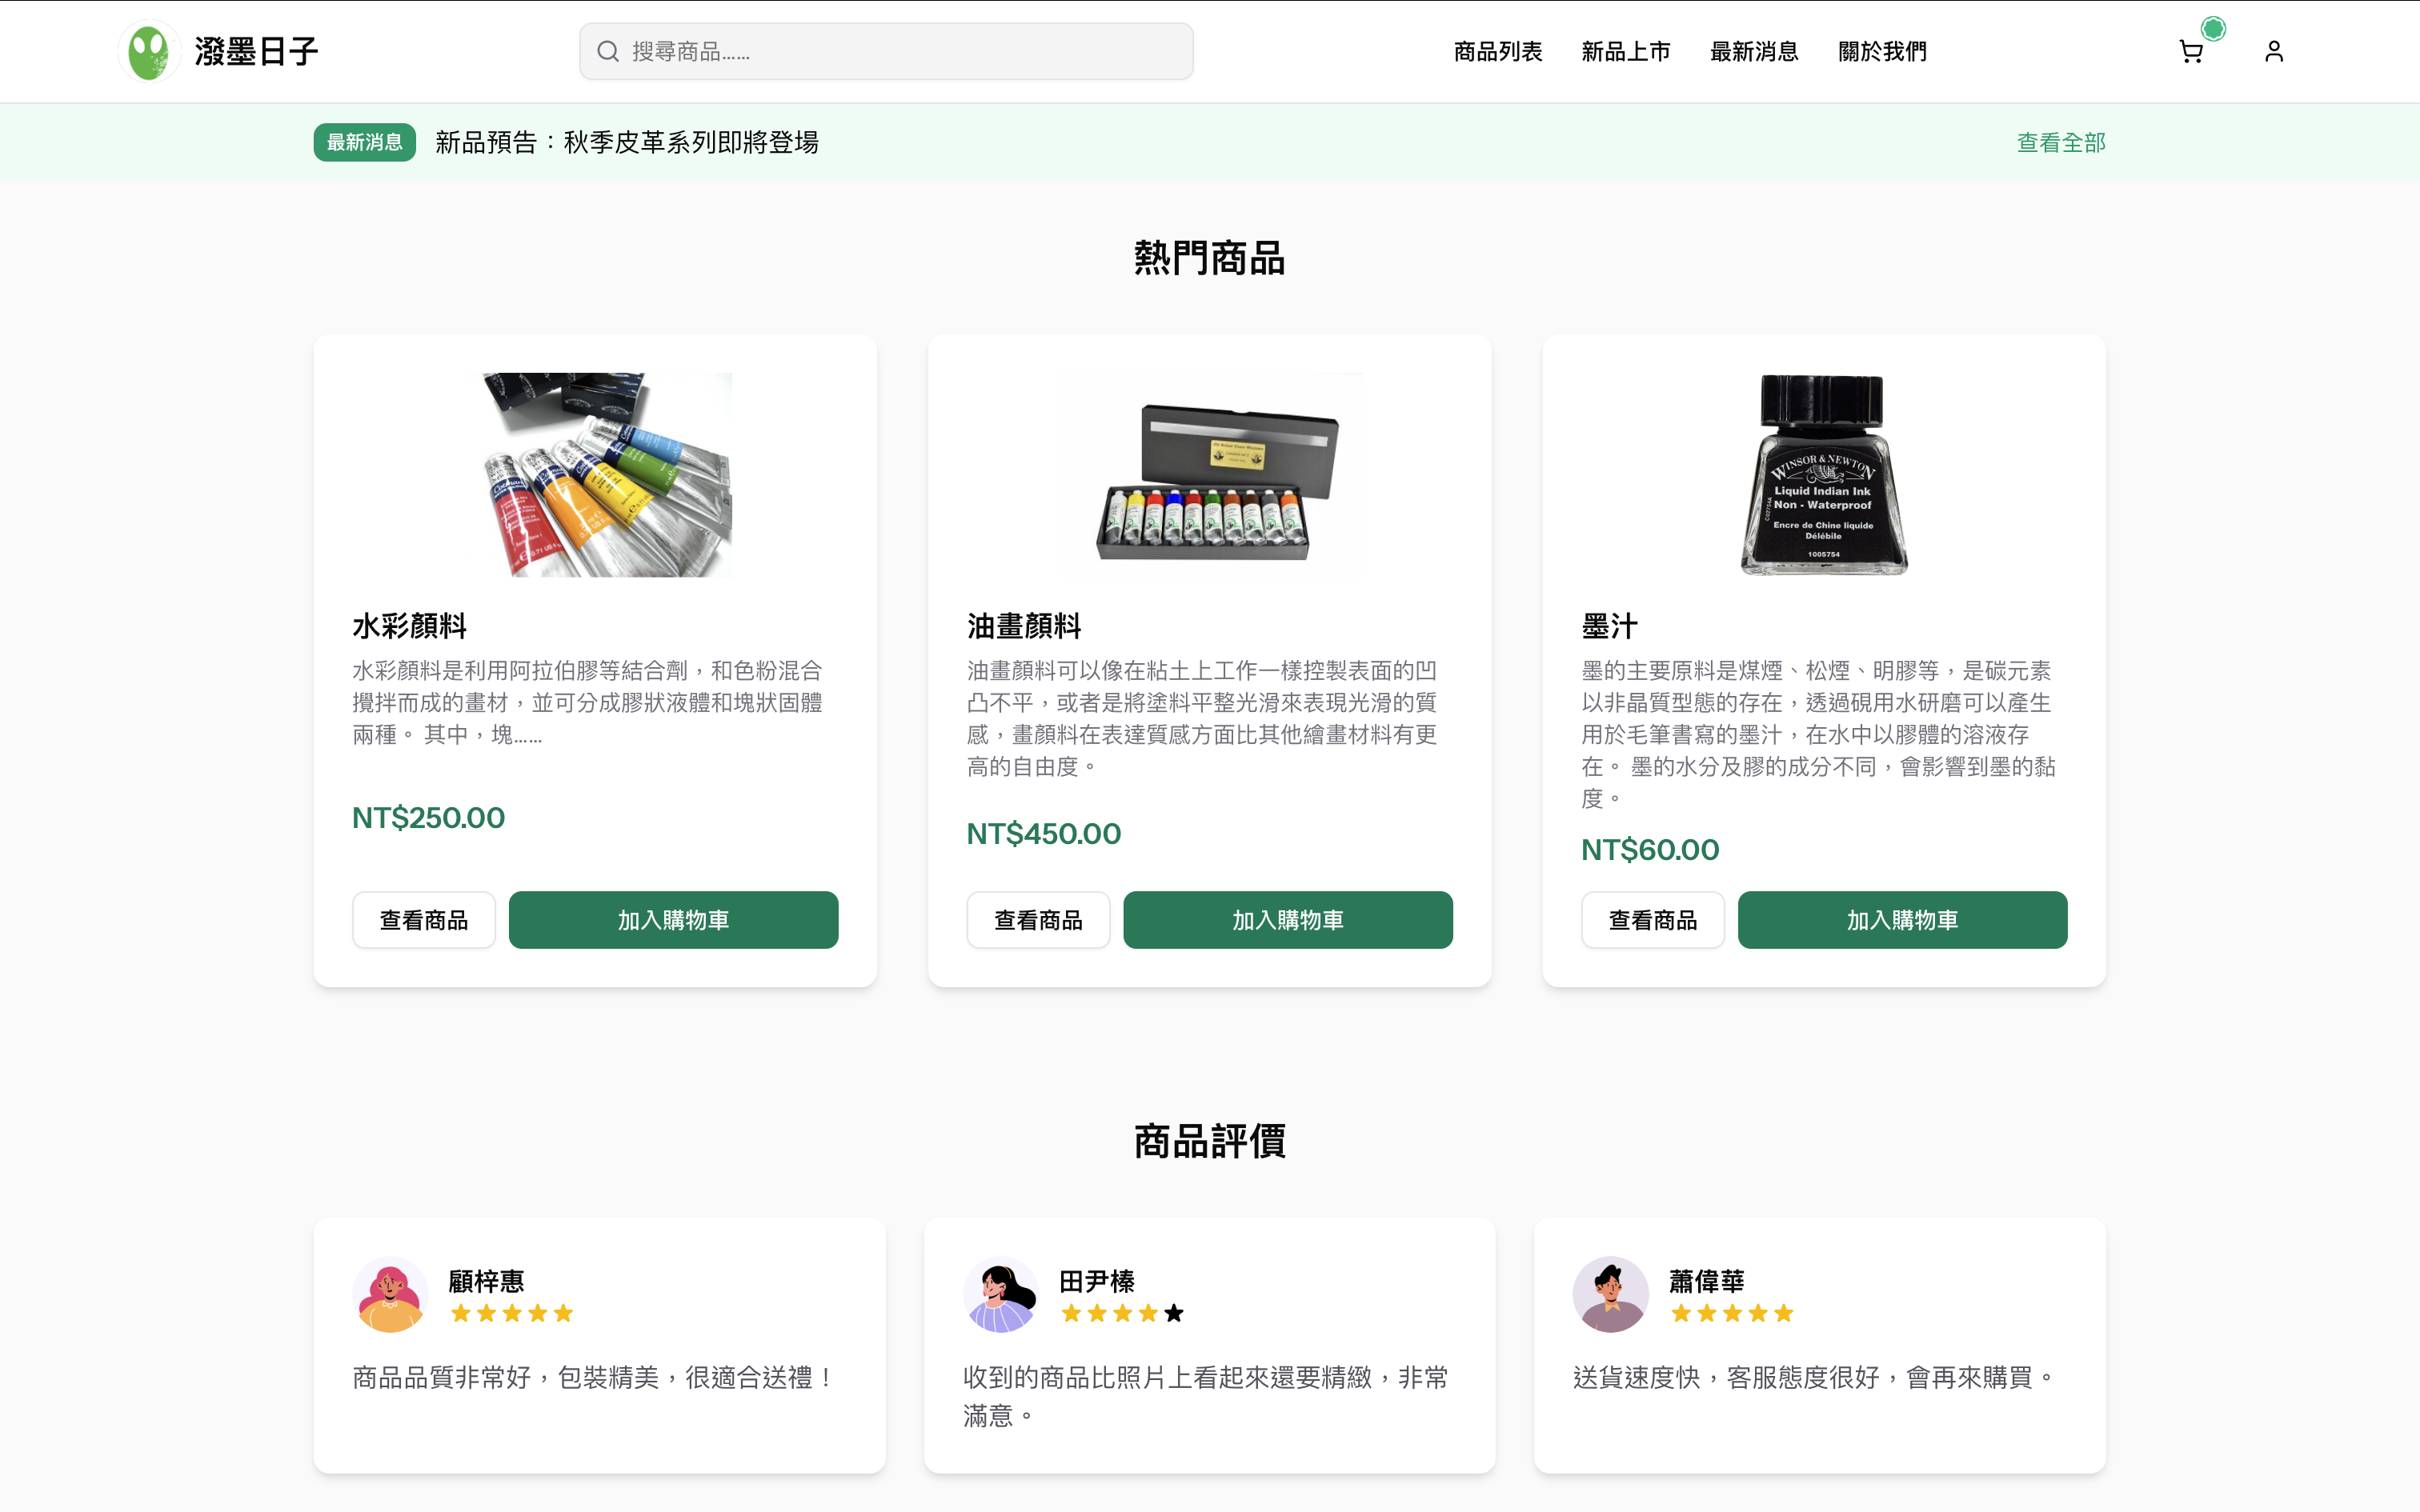 潑墨日子
搜尋商品......
商品列表
新品上市
最新消息
關於我們
最新消息
新品預告：秋季皮革系列即將登場
查看全部
熱門商品
水彩顏料
水彩顏料是利用阿拉伯膠等結合劑，和色粉混合
攪拌而成的畫材，並可分成膠狀液體和塊狀固體
兩種。 其中，塊......
NT$250.00
查看商品
加入購物車
油畫顏料
油畫顏料可以像在粘土上工作一樣控製表面的凹
凸不平，或者是將塗料平整光滑來表現光滑的質
感，畫顏料在表達質感方面比其他繪畫材料有更
高的自由度。
NT$450.00
查看商品
加入購物車
WINSOR & NEWTON
Liquid Indian Ink
Non - Waterproof
Encre de Chine liquide
Délébile
1005754
墨汁
墨的主要原料是煤煙、松煙、明膠等，是碳元素
以非晶質型態的存在，透過硯用水研磨可以產生
用於毛筆書寫的墨汁，在水中以膠體的溶液存
在。 墨的水分及膠的成分不同，會影響到墨的黏
度。
NT$60.00
查看商品
加入購物車
商品評價
顧梓惠
商品品質非常好，包裝精美，很適合送禮！
田尹榛
收到的商品比照片上看起來還要精緻，非常
滿意。
蕭偉華
送貨速度快，客服態度很好，會再來購買。